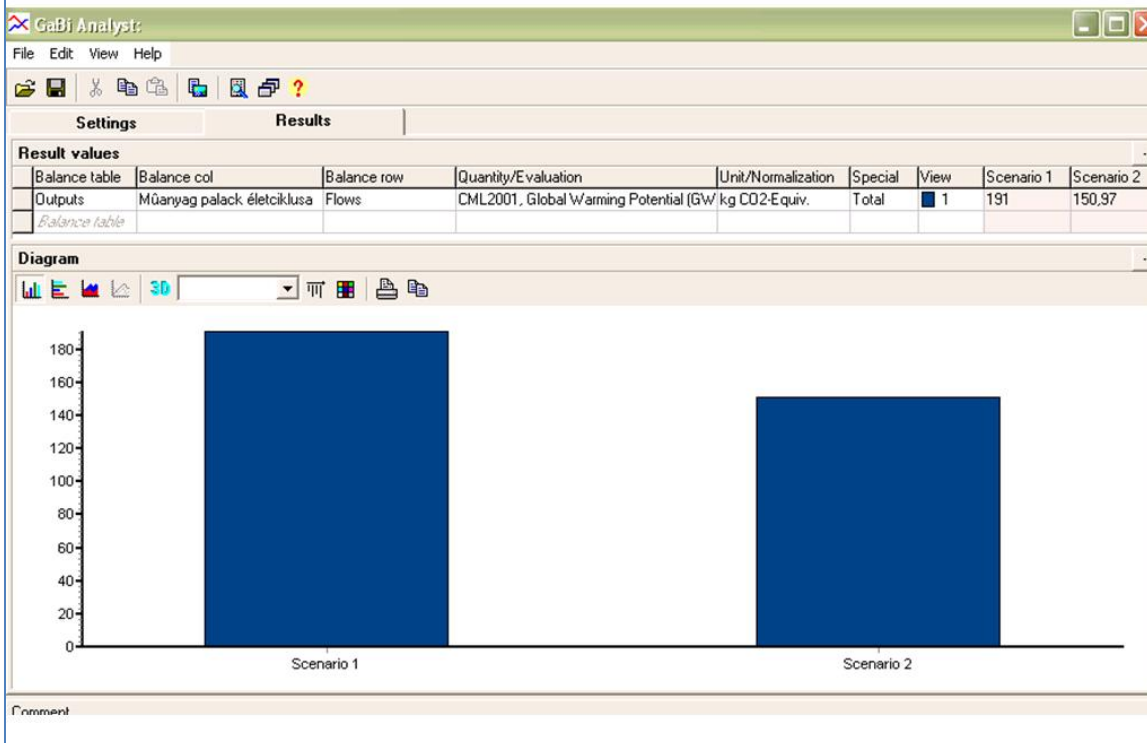 GaBi Analyst:
File Edit View Help
Settings Results
Result values
Balance table Balance col Balance row Quantity/Evaluation Unit/Normalization Special View Scenario 1 Scenario 2
Outputs Mûanyag palack életciklusa Flows CML2001, Global Warming Potential (GW kg CO2-Equiv. Total 1 191 150,97
Balance table
Diagram
3D
180
160
140
120
100
80
60
40
20
0
Scenario 1 Scenario 2
Comment